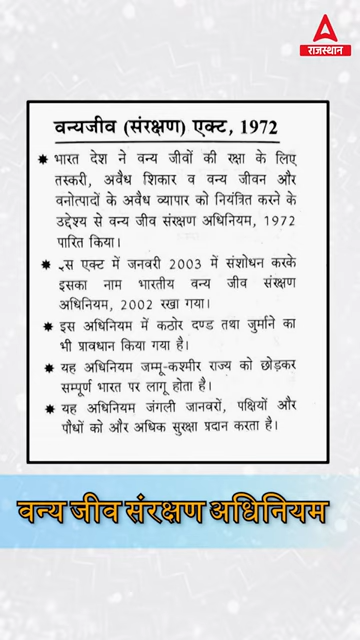 राजस्थान
वन्यजीव (संरक्षण) एक्ट, 1972
* भारत देश ने वन्य जीवों की रक्षा के लिए
तस्करी, अवैध शिकार व वन्य जीवन और
वनोत्पादों के अवैध व्यापार को नियंत्रित करने के
उद्देश्य से वन्य जीव संरक्षण अधिनियम, 1972
पारित किया।
* स एक्ट में जनवरी 2003 में संशोधन करके
इसका नाम भारतीय वन्य जीव संरक्षण
अधिनियम, 2002 रखा गया।
* इस अधिनियम में कठोर दण्ड तथा जुर्माने का
भी प्रावधान किया गया है।
* यह अधिनियम जम्मू-कश्मीर राज्य को छोड़कर
सम्पूर्ण भारत पर लागू होता है।
* यह अधिनियम जंगली जानवरों, पक्षियों और
पौधों को और अधिक सुरक्षा प्रदान करता है।
वन्य जीव संरक्षण अधिनियम